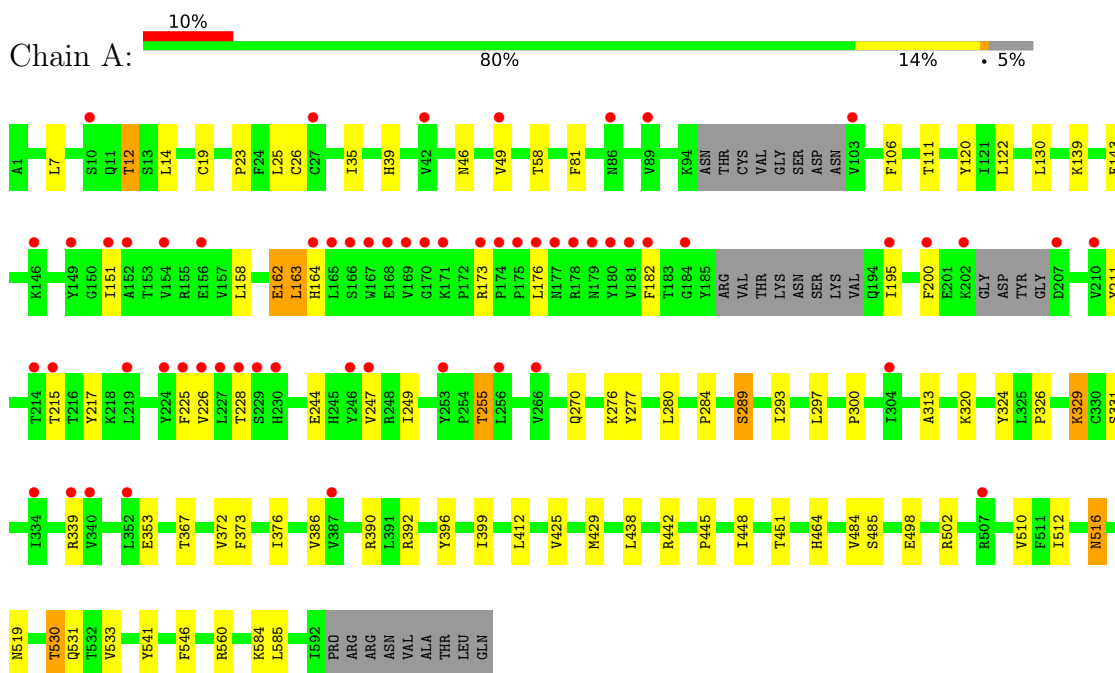 10%
Chain A:
80% 14% • 5%
A1 L7 S10 Q11 T12 S13 L14 C19 P23 F24 L25 C26 C27 I35 H39 V42 N46 V49 T58 F81 N86 V89 K94 ASN THR CYS VAL GLY SER ASP ASN V103 F106 T111 Y120 I121 L122 L130 K139 E143
K146 Y149 G150 I151 A152 T153 V154 R155 E156 V157 L158 E162 L163 H164 L165 S166 W167 E168 V169 G170 K171 P172 R173 P174 P175 L176 N177 R178 N179 Y180 V181 F182 T183 G184 Y185 ARG VAL THR LYS ASN SER LYS VAL Q194 I195 F200 E201 K202 GLY ASP TYR GLY D207 V210 Y211
T214 T215 T216 Y217 K218 L219 Y224 F225 V226 L227 T228 S229 H230 E244 H245 Y246 V247 R248 I249 Y253 P254 T255 L256 V266 Q270 K276 Y277 L280 P284 S289 I293 L297 P300 I304 A313 K320 Y324 L325 P326 K329 C330 S331
I334 R339 V340 L352 E353 T367 V372 F373 I376 V386 V387 R390 L391 R392 Y396 I399 L412 V425 M429 L438 R442 P445 I448 T451 H464 V484 S485 E498 R502 R507 V510 F511 I512 N516
N519 T530 Q531 T532 V533 Y541 F546 R560 K584 L585 I592 PRO ARG ARG ASN VAL ALA THR LEU GLN